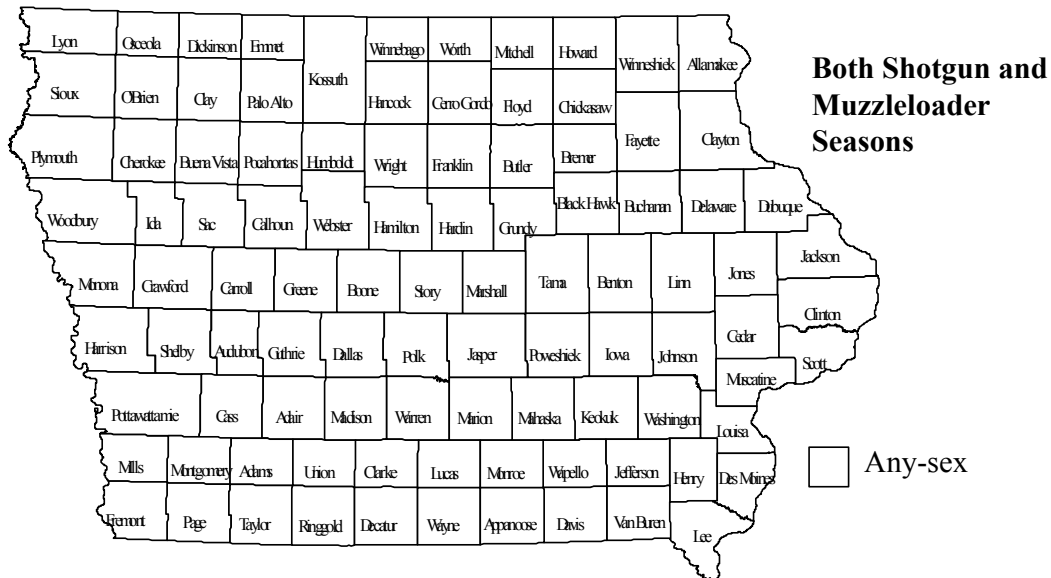 Lyon Osceola Dickinson Emmet Winnebago Worth Mitchell Howard
Winneshiek Allamakee
Kossuth
Sioux O'Brien Clay Palo Alto Hancock Cerro Gordo Floyd Chickasaw
Plymouth Cherokee Buena Vista Pocahontas Humboldt Wright Franklin Butler Bremer Fayette Clayton
Woodbury Ida Sac Calhoun Webster Hamilton Hardin Grundy Black Hawk Buchanan Delaware Dubuque
Monona Crawford Carroll Greene Boone Story Marshall Tama Benton Linn Jones Jackson
Clinton
Harrison Shelby Audubon Guthrie Dallas Polk Jasper Poweshiek Iowa Johnson Cedar
Muscatine Scott
Pottawattamie Cass Adair Madison Warren Marion Mahaska Keokuk Washington
Louisa
Mills Montgomery Adams Union Clarke Lucas Monroe Wapello Jefferson Henry Des Moines
Fremont Page Taylor Ringgold Decatur Wayne Appanoose Davis Van Buren
Lee
Both Shotgun and
Muzzleloader
Seasons
Any-sex